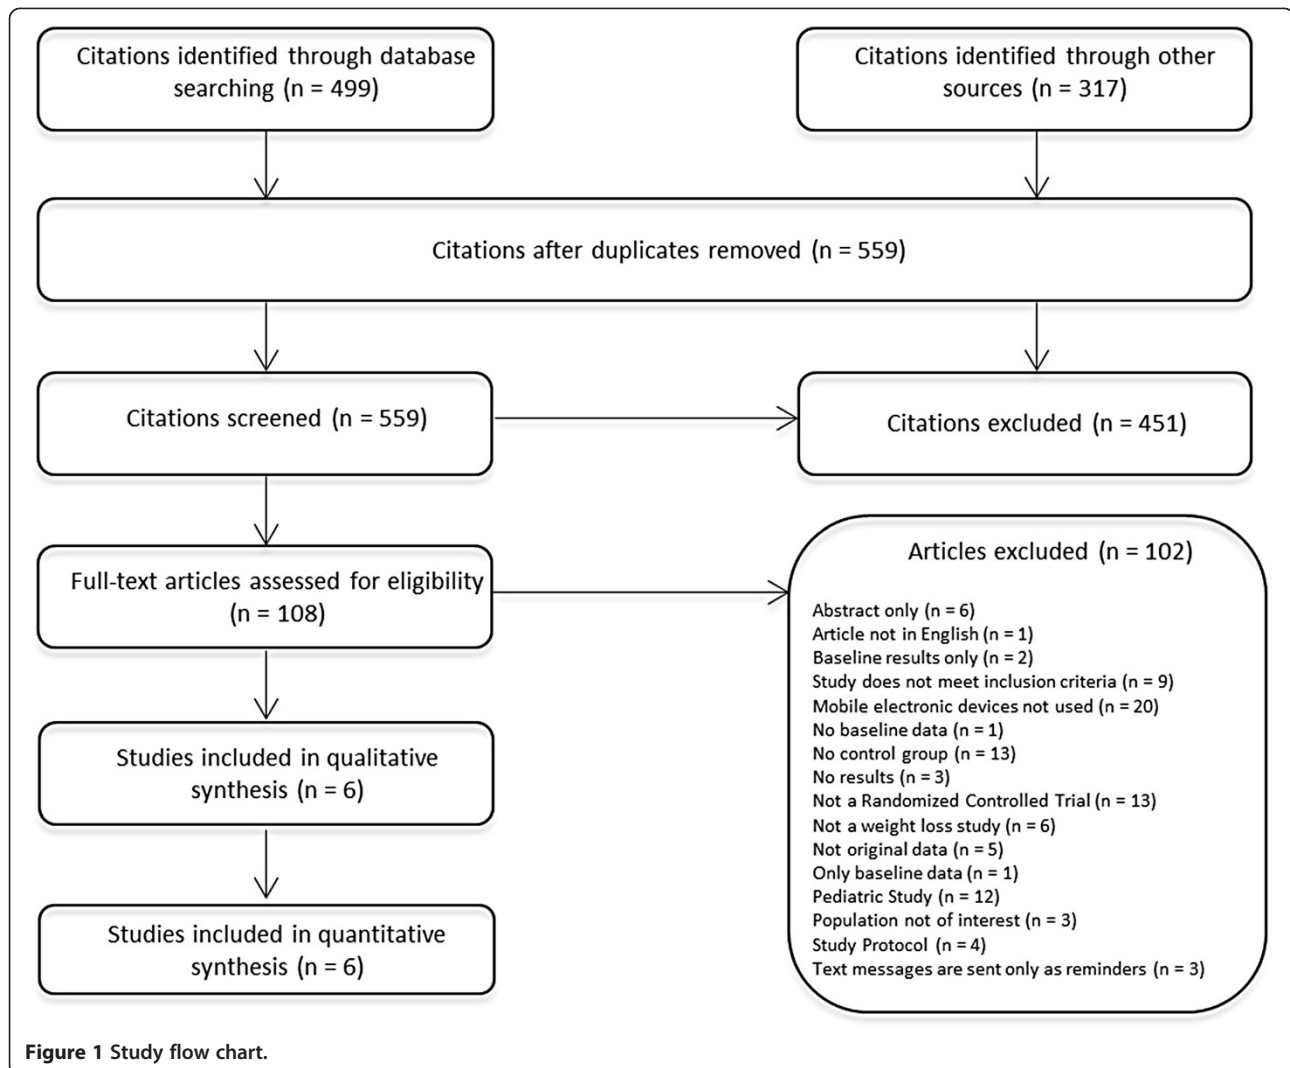 Citations identified through database
searching (n = 499)
Citations identified through other
sources (n = 317)
Citations after duplicates removed (n = 559)
Citations screened (n = 559)
Citations excluded (n = 451)
Full-text articles assessed for eligibility
(n = 108)
Articles excluded (n = 102)
Abstract only (n = 6)
Article not in English (n = 1)
Baseline results only (n = 2)
Study does not meet inclusion criteria (n = 9)
Mobile electronic devices not used (n = 20)
No baseline data (n = 1)
No control group (n = 13)
No results (n = 3)
Not a Randomized Controlled Trial (n = 13)
Not a weight loss study (n = 6)
Not original data (n = 5)
Only baseline data (n = 1)
Pediatric Study (n = 12)
Population not of interest (n = 3)
Study Protocol (n = 4)
Text messages are sent only as reminders (n = 3)
Studies included in qualitative
synthesis (n = 6)
Studies included in quantitative
synthesis (n = 6)
Figure 1 Study flow chart.